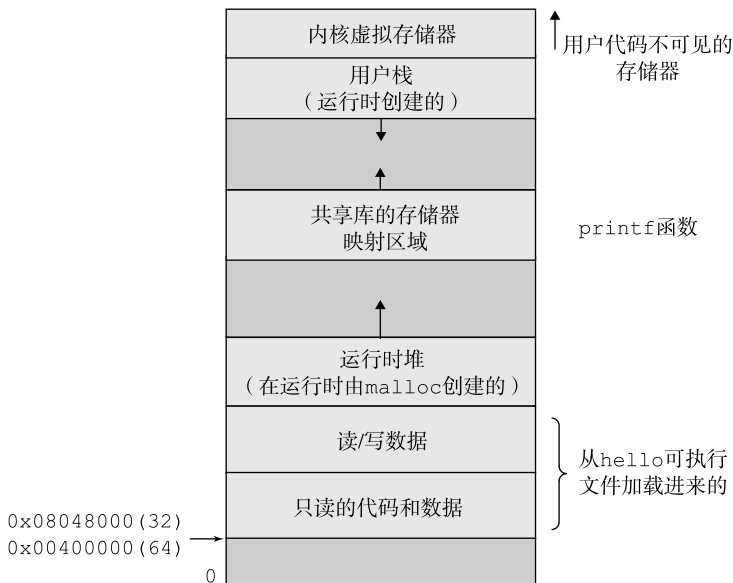 内核虚拟存储器
用户代码不可见的
存储器
用户栈
（运行时创建的）
共享库的存储器
映射区域
printf函数
运行时堆
（在运行时由malloc创建的）
读/写数据
从hello可执行
文件加载进来的
只读的代码和数据
0x08048000(32)
0x00400000(64)
0